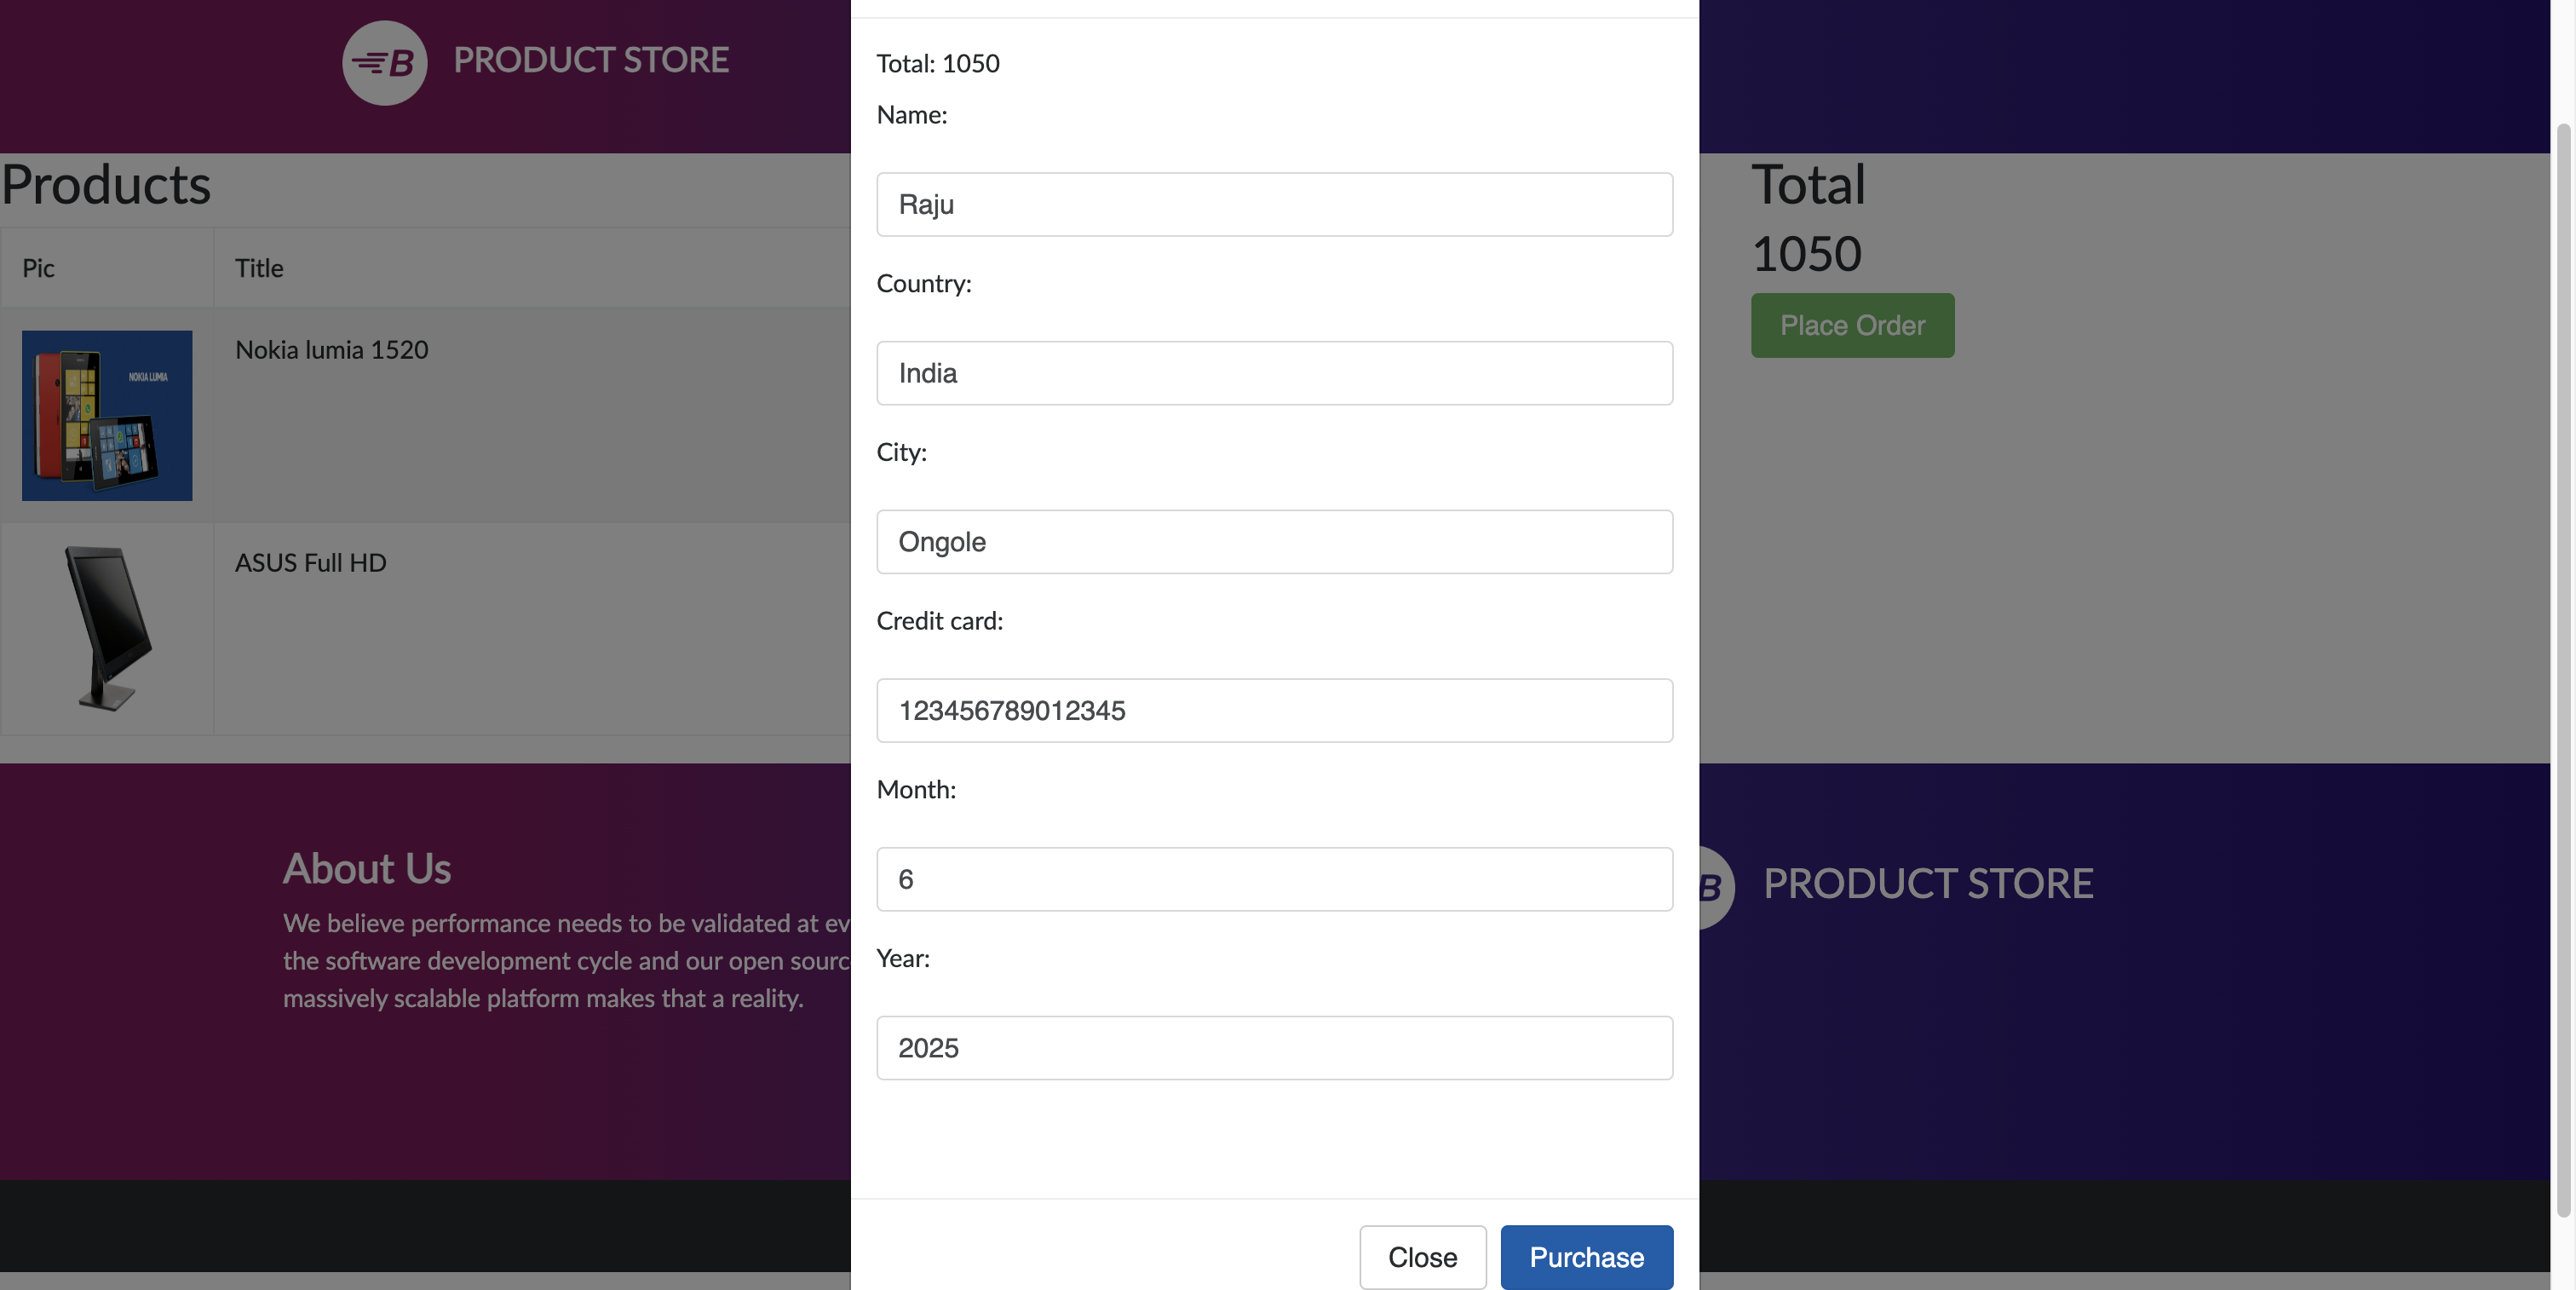 B PRODUCT STORE
Products
Pic Title
NOKIA LUMIA
Nokia lumia 1520
ASUS Full HD
Total: 1050
Name:
Raju
Country:
India
City:
Ongole
Credit card:
123456789012345
Month:
6
Year:
2025
Close Purchase
Total
1050
Place Order
About Us
We believe performance needs to be validated at ev
the software development cycle and our open sourc
massively scalable platform makes that a reality.
B PRODUCT STORE